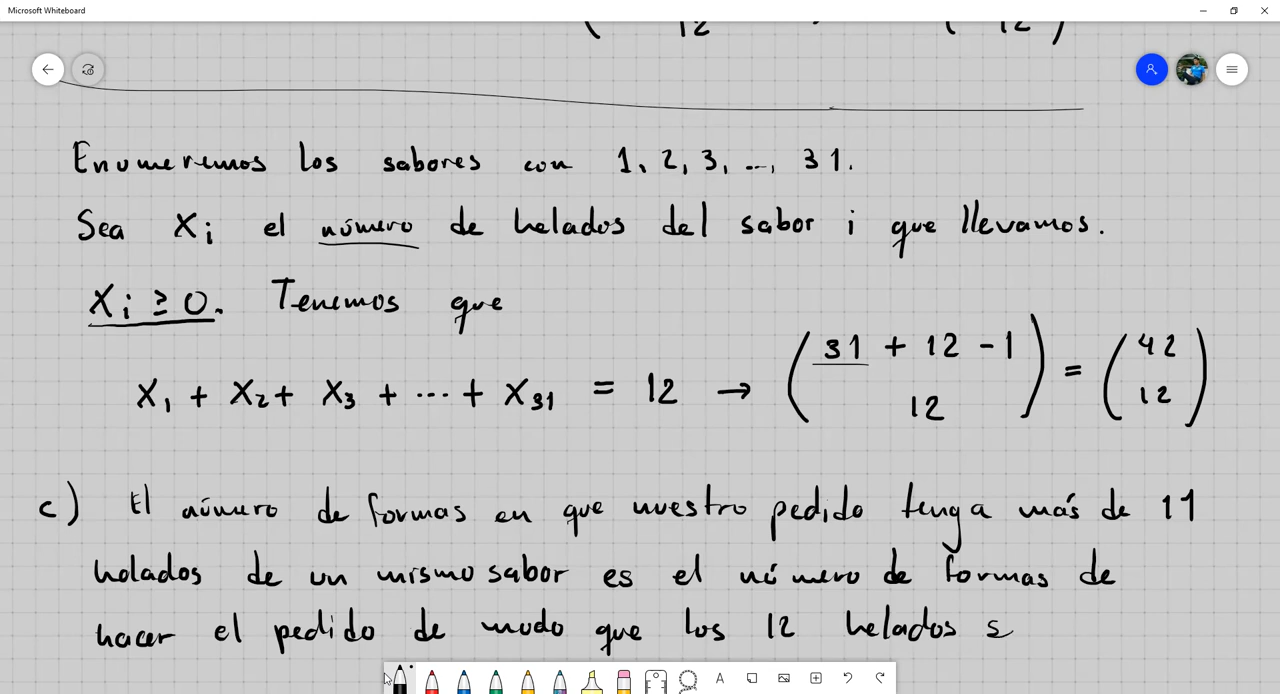 Microsoft Whiteboard
( 12 ( 12 )
Enumeremos los sabores con 1, 2, 3, ..., 31.
Sea Xi el número de helados del sabor i que llevamos.
Xi ≥ 0. Tenemos que
X1 + X2 + X3 + ... + X31 = 12 → (31 + 12 - 1 / 12) = (42 / 12)
c) El número de formas en que nuestro pedido tenga más de 11
helados de un mismo sabor es el número de formas de
hacer el pedido de modo que los 12 helados s
A